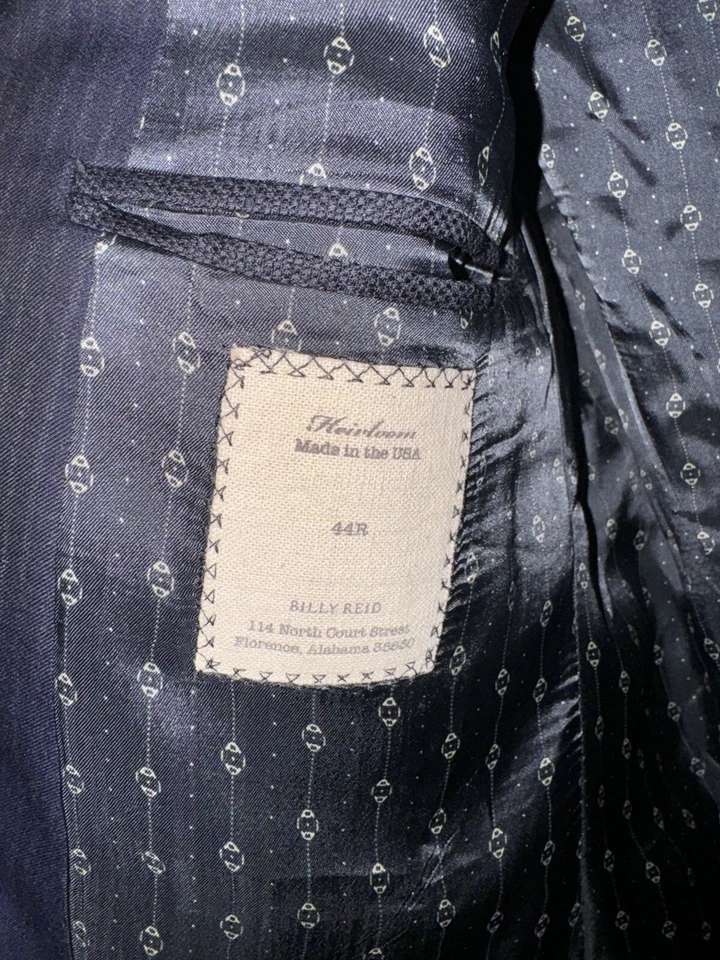 Heirloom
Made in the USA
44R
BILLY REID
114 North Court Street
Florence, Alabama 35630